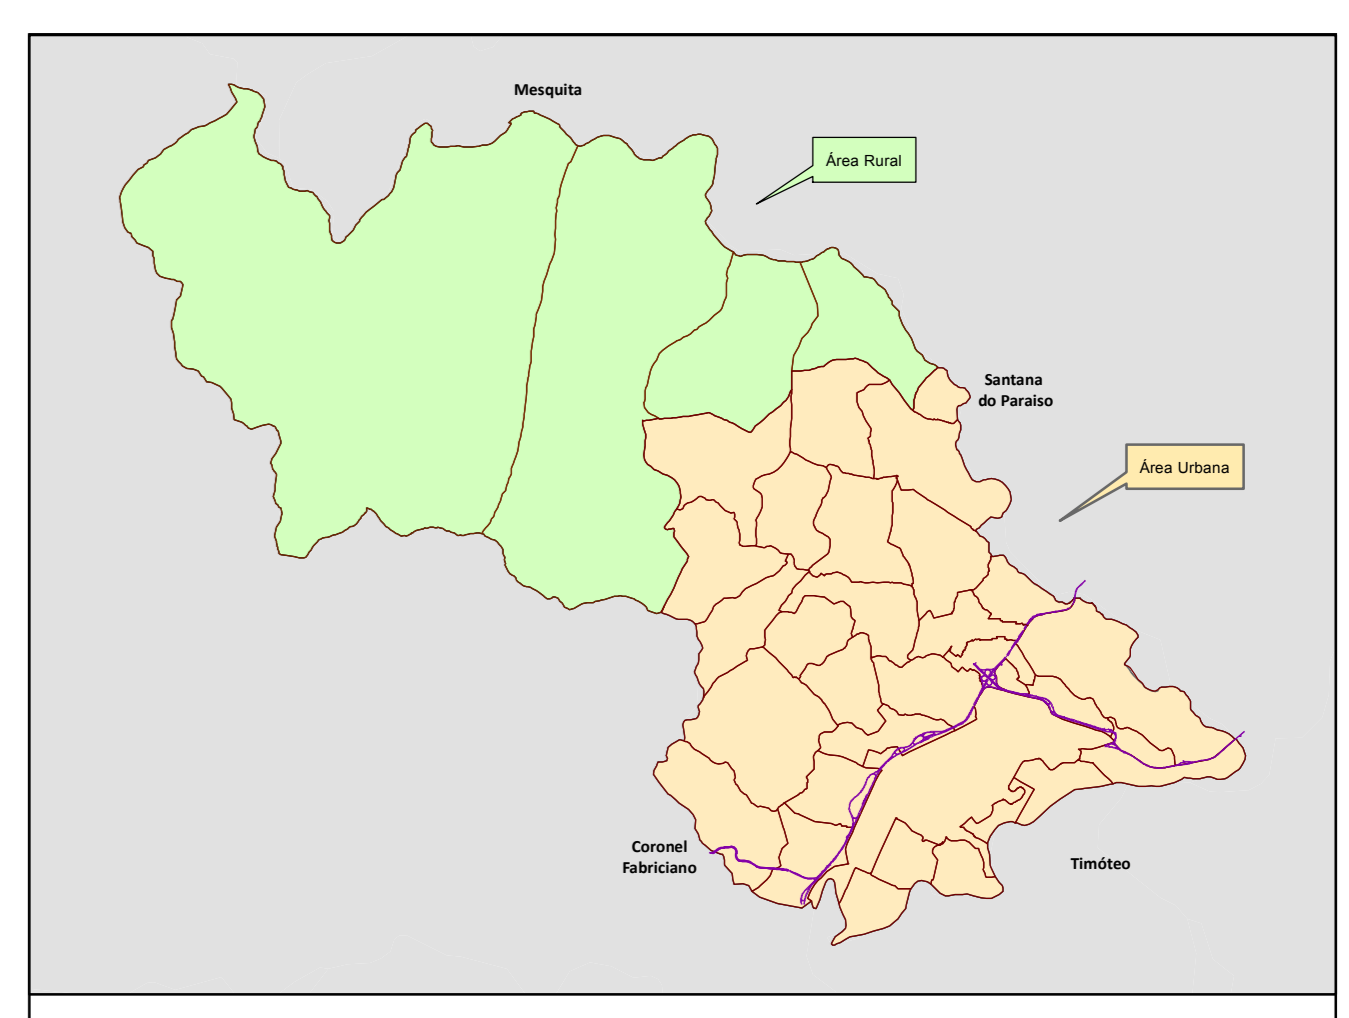 Mesquita
Área Rural
Santana
do Paraiso
Área Urbana
Coronel
Fabriciano
Timóteo